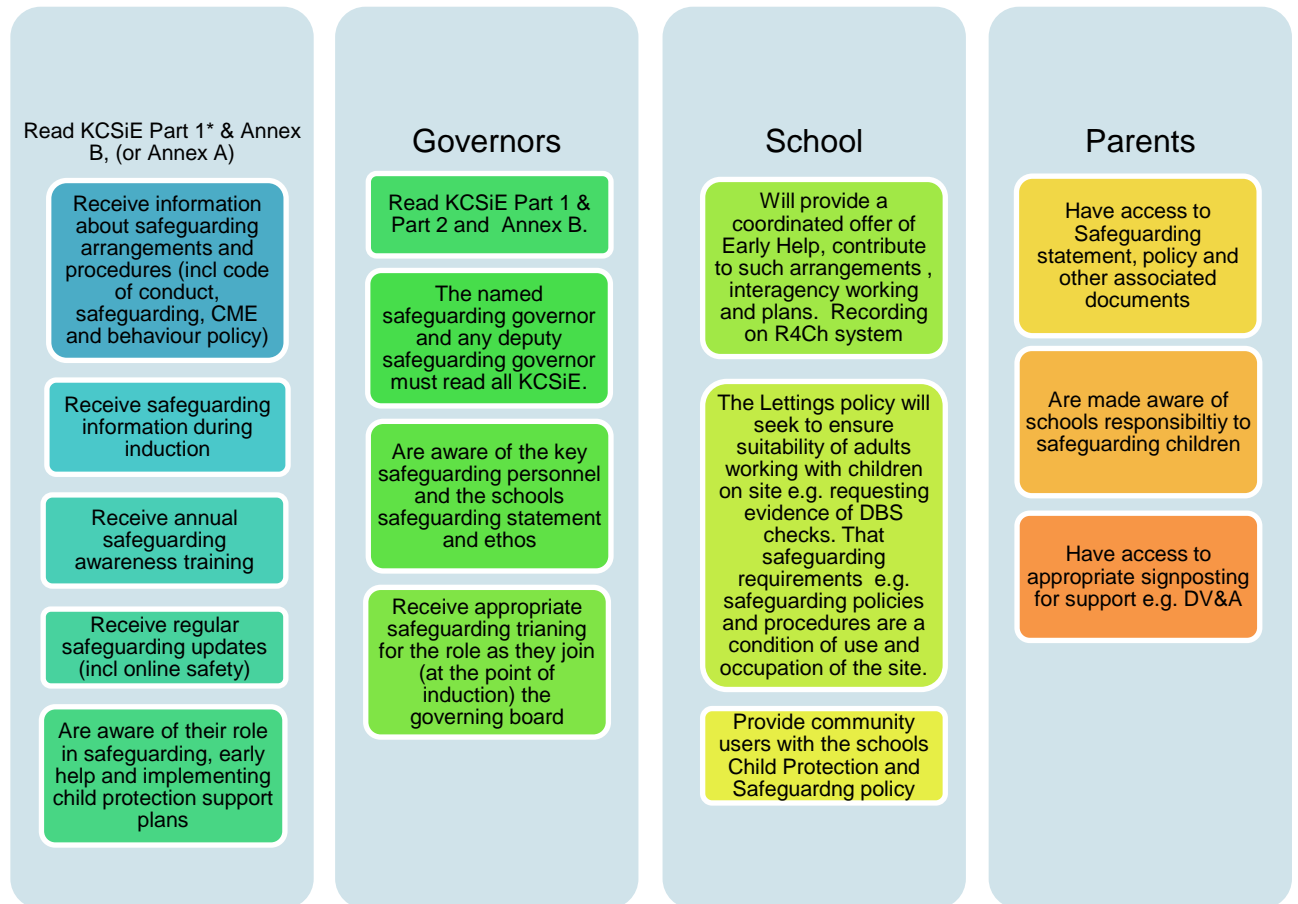 Read KCSiE Part 1* & Annex
B, (or Annex A)
Receive information
about safeguarding
arrangements and
procedures (incl code
of conduct,
safeguarding, CME
and behaviour policy)
Receive safeguarding
information during
induction
Receive annual
safeguarding
awareness training
Receive regular
safeguarding updates
(incl online safety)
Are aware of their role
in safeguarding, early
help and implementing
child protection support
plans
Governors
Read KCSiE Part 1 &
Part 2 and Annex B.
The named
safeguarding governor
and any deputy
safeguarding governor
must read all KCSiE.
Are aware of the key
safeguarding personnel
and the schools
safeguarding statement
and ethos
Receive appropriate
safeguarding trianing
for the role as they join
(at the point of
induction) the
governing board
School
Will provide a
coordinated offer of
Early Help, contribute
to such arrangements ,
interagency working
and plans. Recording
on R4Ch system
The Lettings policy will
seek to ensure
suitability of adults
working with children
on site e.g. requesting
evidence of DBS
checks. That
safeguarding
requirements e.g.
safeguarding policies
and procedures are a
condition of use and
occupation of the site.
Provide community
users with the schools
Child Protection and
Safeguardng policy
Parents
Have access to
Safeguarding
statement, policy and
other associated
documents
Are made aware of
schools responsibiltiy to
safeguarding children
Have access to
appropriate signposting
for support e.g. DV&A